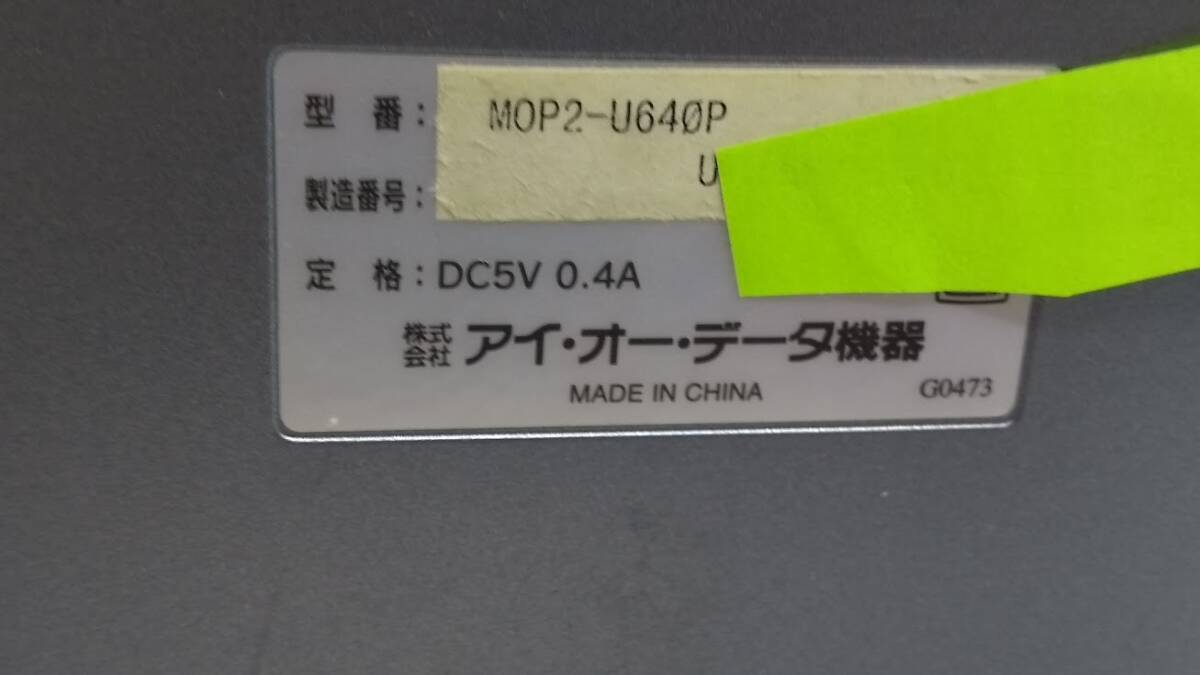 型番: MOP2-U640P
製造番号: U
定格: DC5V 0.4A
株式会社 アイ・オー・データ機器
MADE IN CHINA G0473